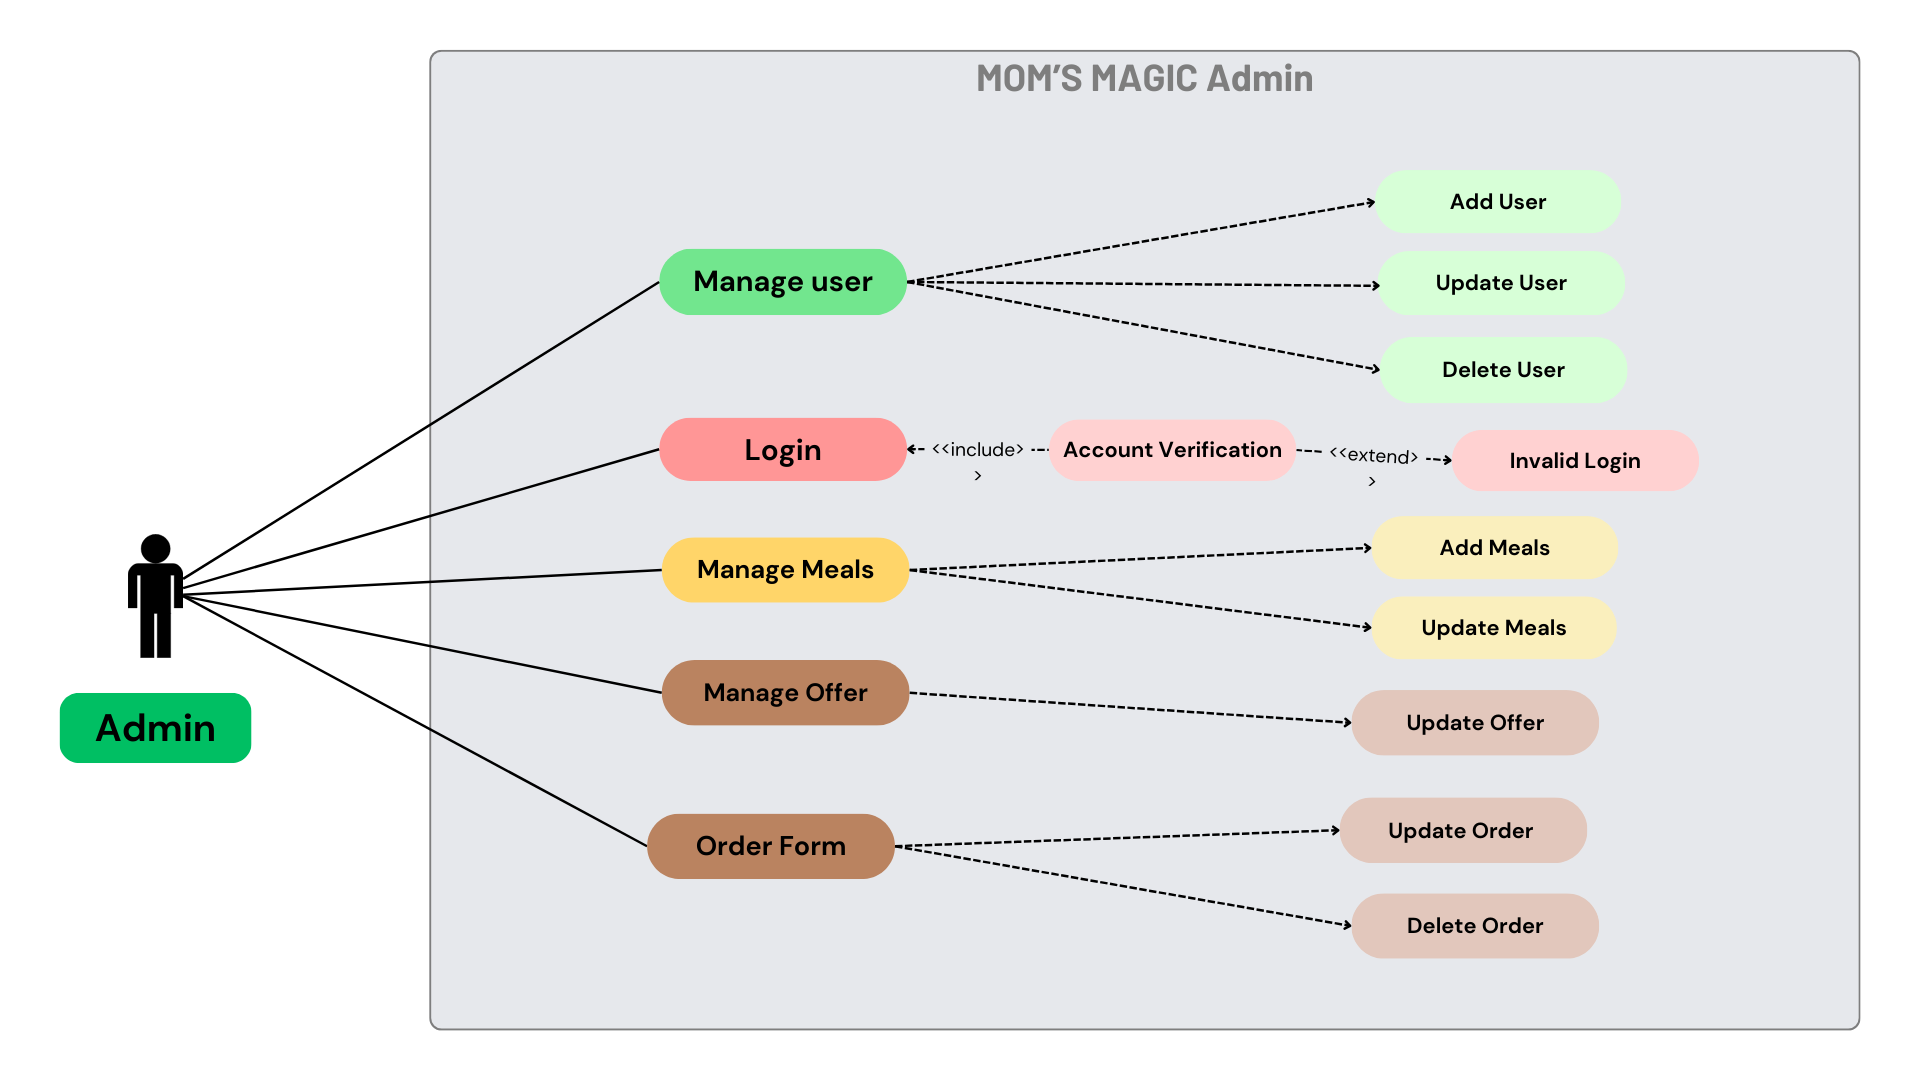 MOM’S MAGIC Admin
Add User
Manage user
Update User
Delete User
Login
<<include>
>
Account Verification
<<extend>
>
Invalid Login
Add Meals
Manage Meals
Update Meals
Manage Offer
Update Offer
Admin
Update Order
Order Form
Delete Order